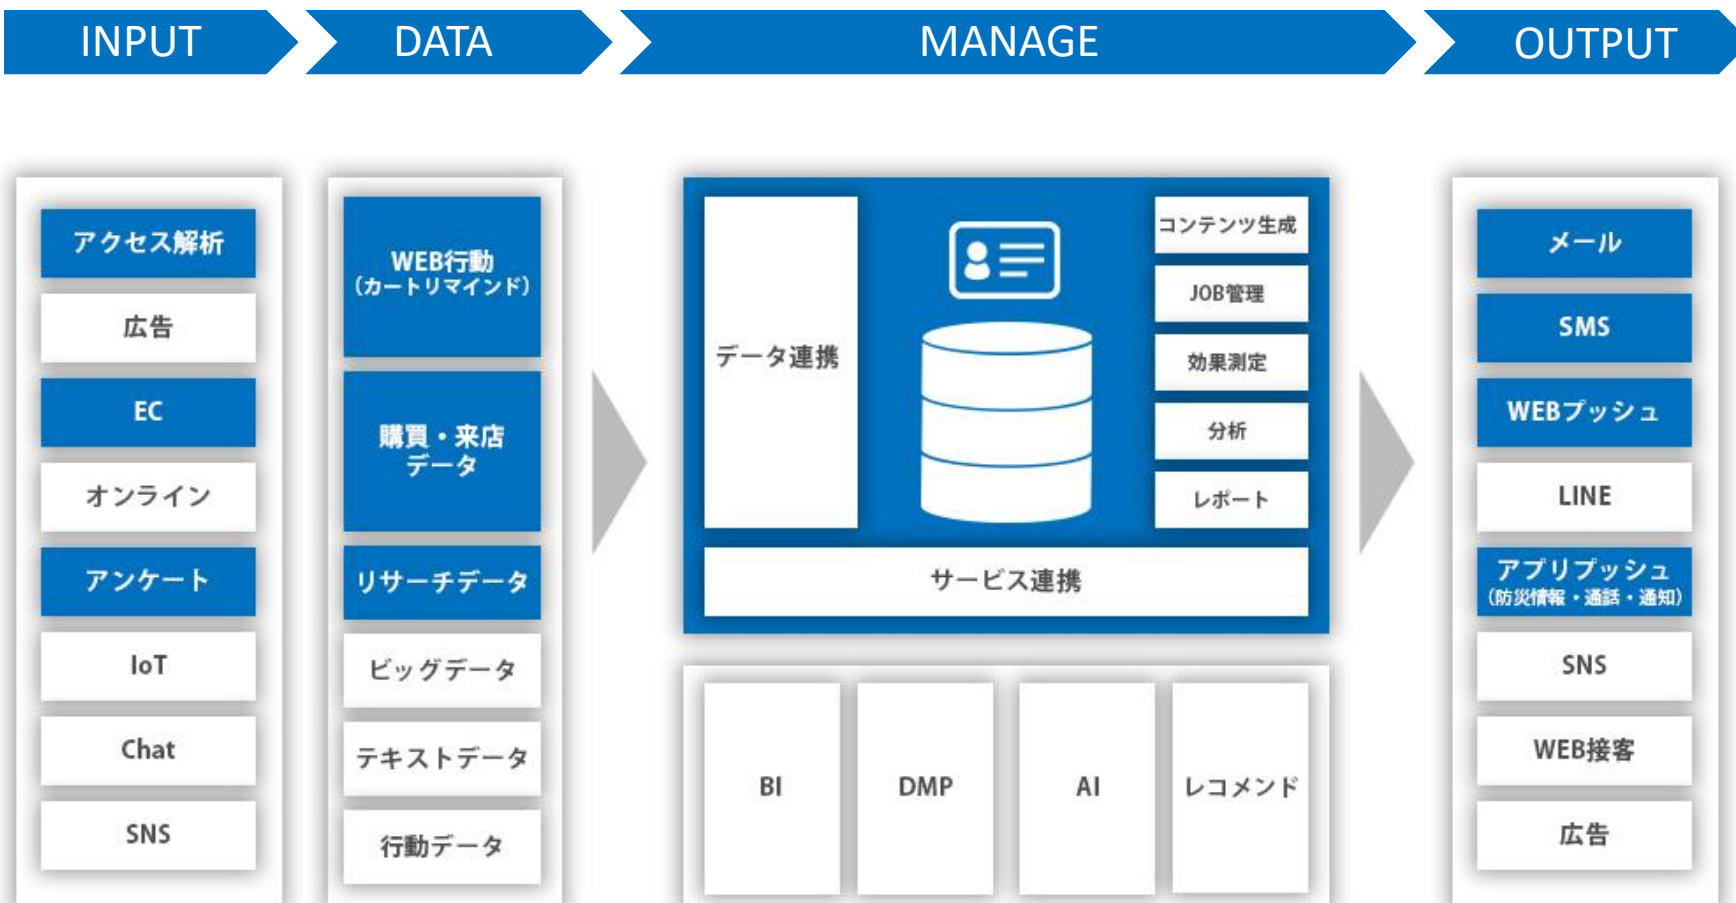 INPUT
DATA
MANAGE
OUTPUT
アクセス解析
広告
EC
オンライン
アンケート
IoT
Chat
SNS
WEB行動
(カートリマインド)
購買・来店
データ
リサーチデータ
ビッグデータ
テキストデータ
行動データ
データ連携
コンテンツ生成
JOB管理
効果測定
分析
レポート
サービス連携
BI
DMP
AI
レコメンド
メール
SMS
WEBプッシュ
LINE
アプリプッシュ
(防災情報・通話・通知)
SNS
WEB接客
広告